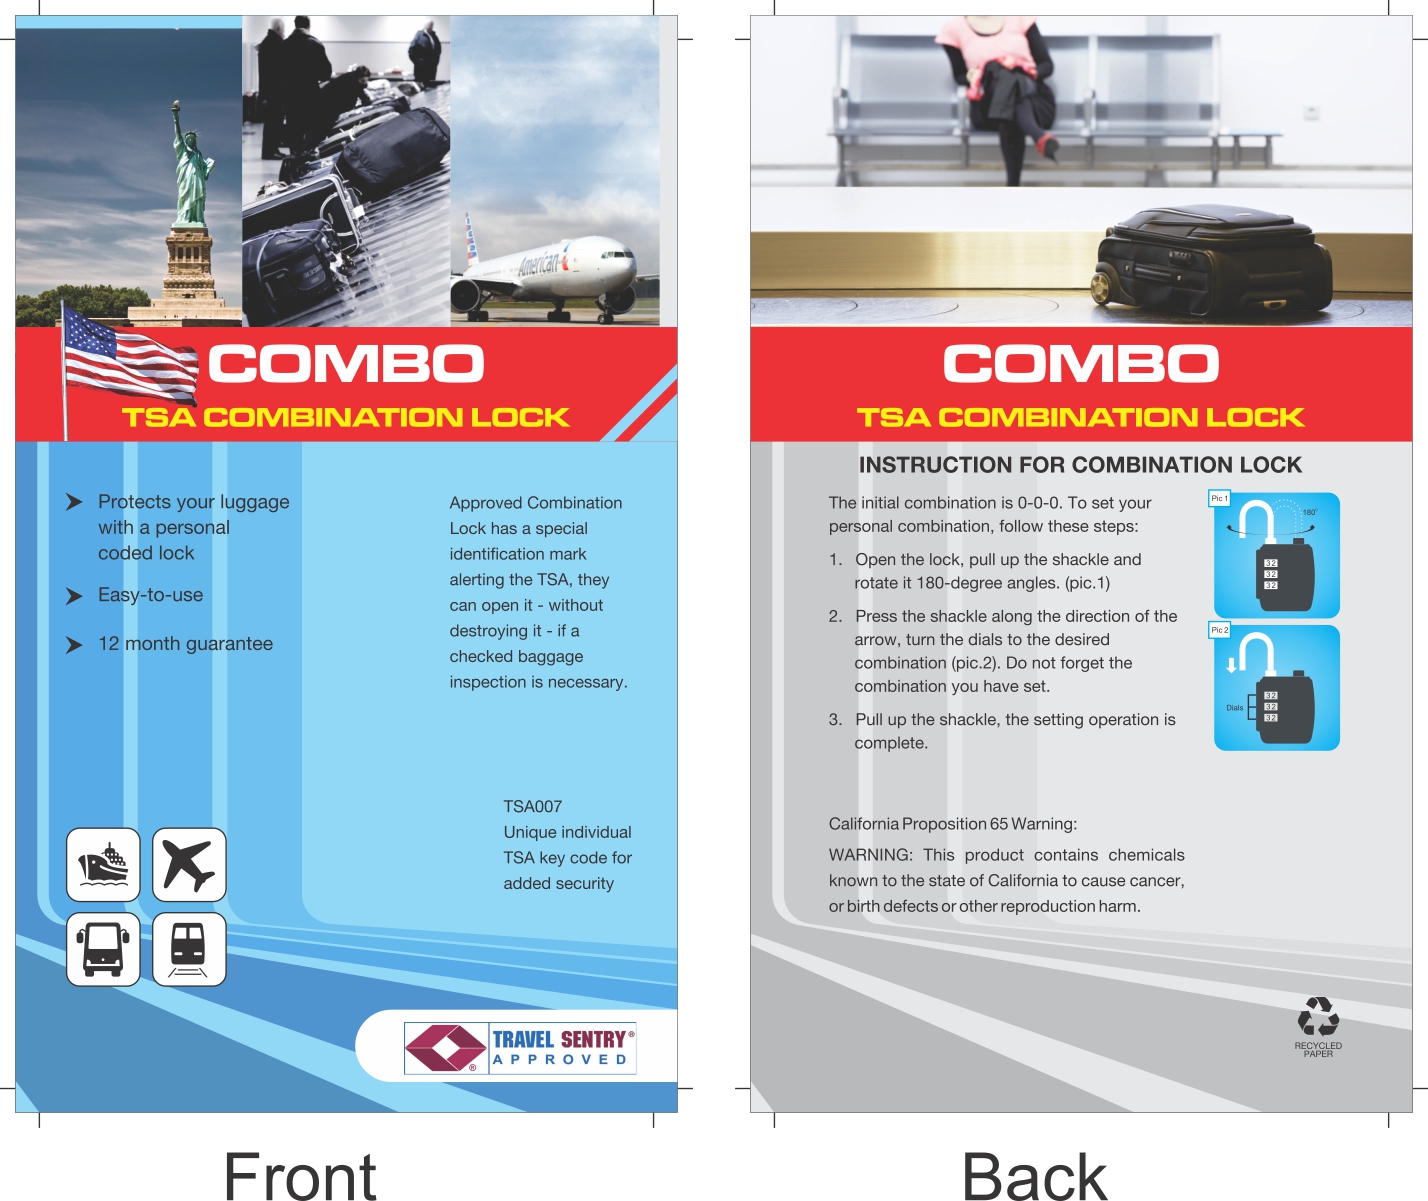 American
COMBO
TSA COMBINATION LOCK
Protects your luggage
with a personal
coded lock
Easy-to-use
12 month guarantee
Approved Combination
Lock has a special
identification mark
alerting the TSA, they
can open it - without
destroying it - if a
checked baggage
inspection is necessary.
TSA007
Unique individual
TSA key code for
added security
TRAVEL SENTRY®
APPROVED
®
Front
COMBO
TSA COMBINATION LOCK
INSTRUCTION FOR COMBINATION LOCK
The initial combination is 0-0-0. To set your
personal combination, follow these steps:
1. Open the lock, pull up the shackle and
rotate it 180-degree angles. (pic.1)
2. Press the shackle along the direction of the
arrow, turn the dials to the desired
combination (pic.2). Do not forget the
combination you have set.
3. Pull up the shackle, the setting operation is
complete.
Pic 1
180°
32
32
32
Pic 2
Dials
32
32
32
California Proposition 65 Warning:
WARNING: This product contains chemicals
known to the state of California to cause cancer,
or birth defects or other reproduction harm.
RECYCLED
PAPER
Back